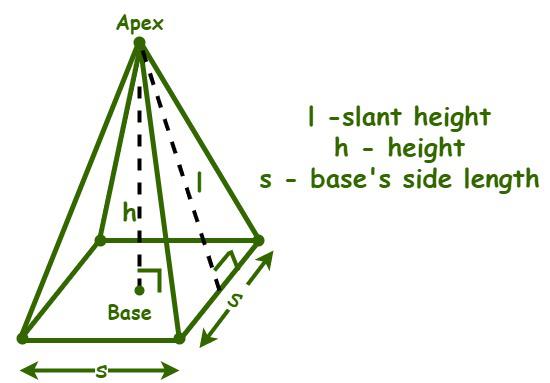 Apex
l -slant height
h - height
s - base's side length
l
h
s
Base
s